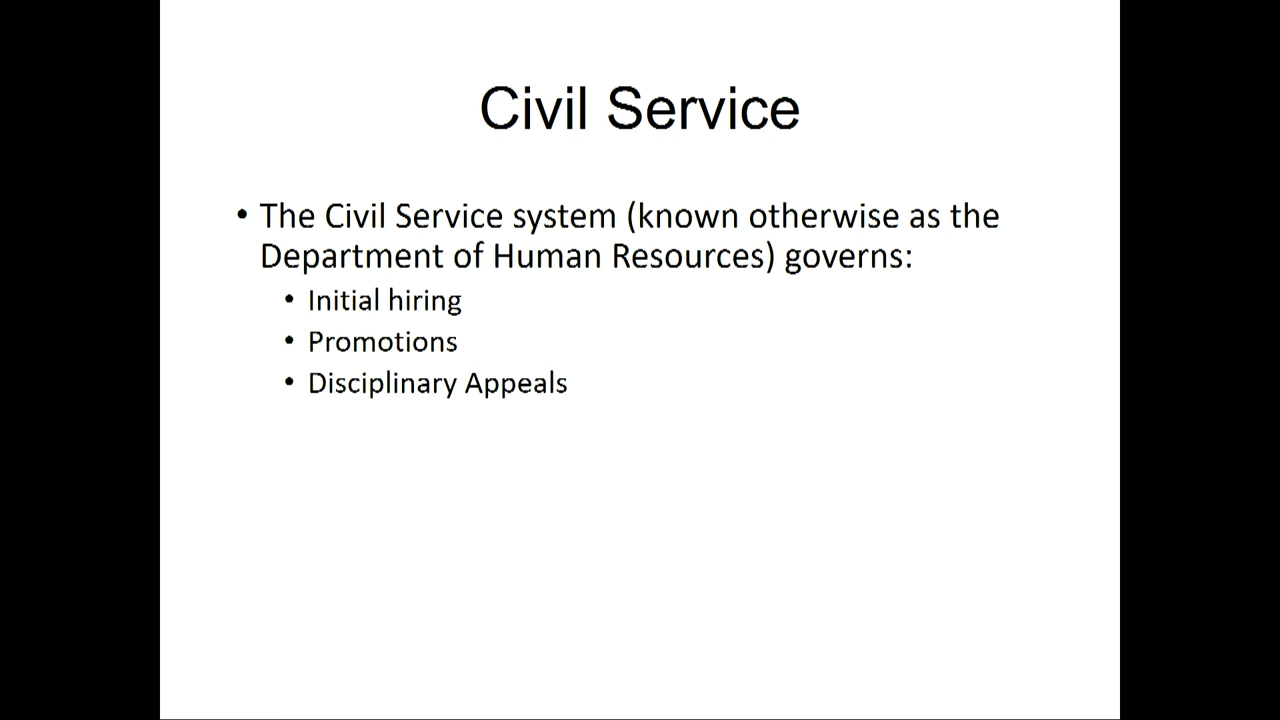 Civil Service
• The Civil Service system (known otherwise as the
Department of Human Resources) governs:
• Initial hiring
• Promotions
• Disciplinary Appeals